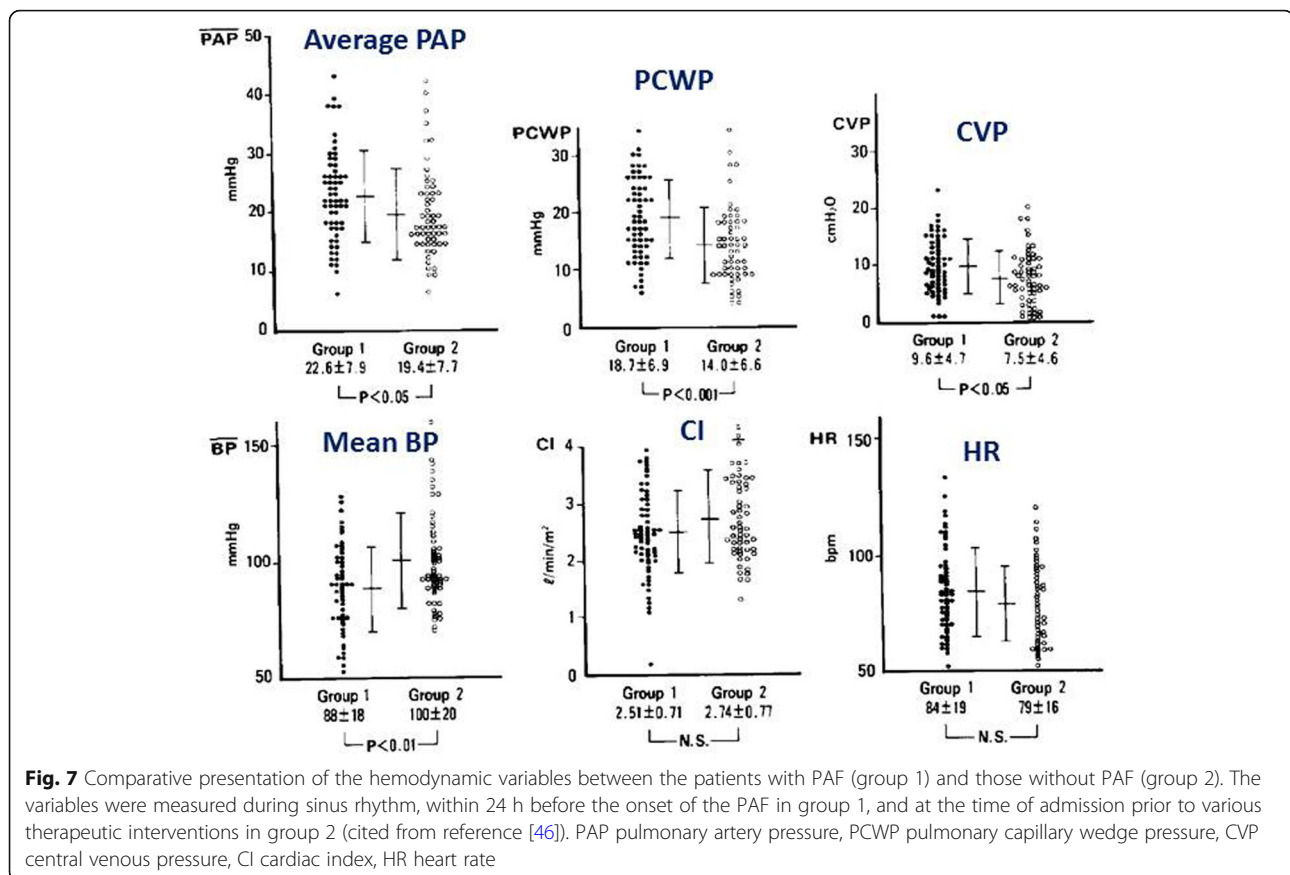 PAP 50
Average PAP
40
30
mmHg
20
10
0
Group 1 Group 2
22.6±7.9 19.4±7.7
P<0.05
PCWP
PCWP
30
20
mmHg
10
0
Group 1 Group 2
18.7±6.9 14.0±6.6
P<0.001
CVP
CVP
30
20
cmH₂O
10
0
Group 1 Group 2
9.6±4.7 7.5±4.6
P<0.05
BP
Mean BP
150
100
mmHg
50
Group 1 Group 2
88±18 100±20
P<0.01
CI
CI 4
3
2
ℓ/min/m²
1
0
Group 1 Group 2
2.51±0.71 2.74±0.77
N.S.
HR 150
HR
100
bpm
50
Group 1 Group 2
84±19 79±16
N.S.
Fig. 7 Comparative presentation of the hemodynamic variables between the patients with PAF (group 1) and those without PAF (group 2). The
variables were measured during sinus rhythm, within 24 h before the onset of the PAF in group 1, and at the time of admission prior to various
therapeutic interventions in group 2 (cited from reference [46]). PAP pulmonary artery pressure, PCWP pulmonary capillary wedge pressure, CVP
central venous pressure, CI cardiac index, HR heart rate